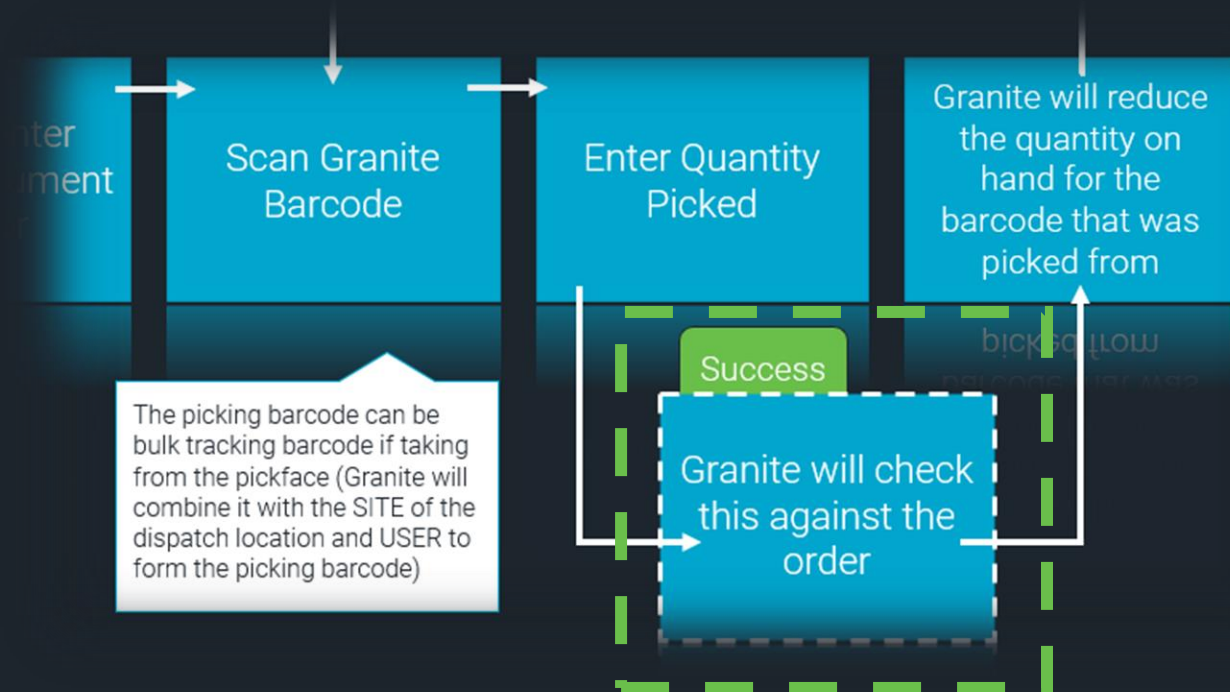 Scan Granite
Barcode
Enter Quantity
Picked
Granite will reduce
the quantity on
hand for the
barcode that was
picked from
The picking barcode can be
bulk tracking barcode if taking
from the pickface (Granite will
combine it with the SITE of the
dispatch location and USER to
form the picking barcode)
Success
Granite will check
this against the
order